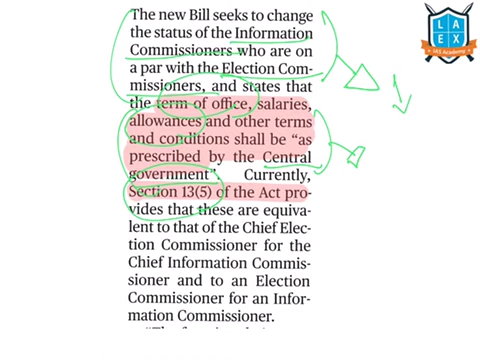 The new Bill seeks to change
the status of the Information
Commissioners who are on
a par with the Election Com-
missioners, and states that
the term of office, salaries,
allowances and other terms
and conditions shall be “as
prescribed by the Central
government”. Currently,
Section 13(5) of the Act pro-
vides that these are equiva-
lent to that of the Chief Elec-
tion Commissioner for the
Chief Information Commis-
sioner and to an Election
Commissioner for an Infor-
mation Commissioner.
L A
E X
IAS Academy